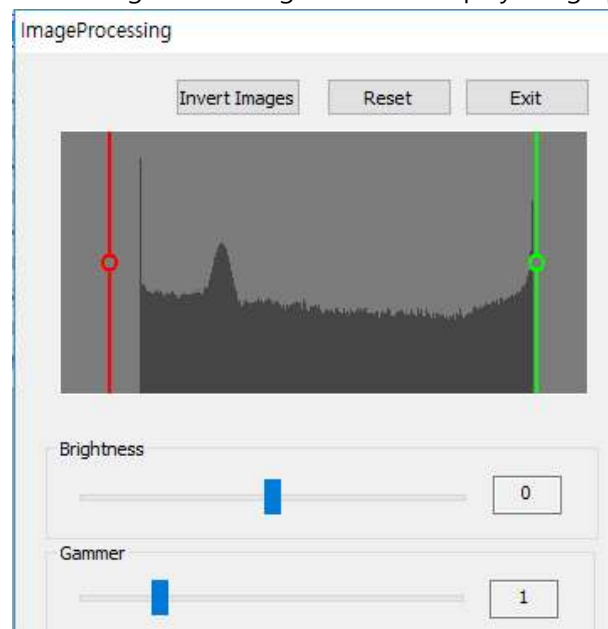 ImageProcessing
Invert Images Reset Exit
Brightness
0
Gammer
1